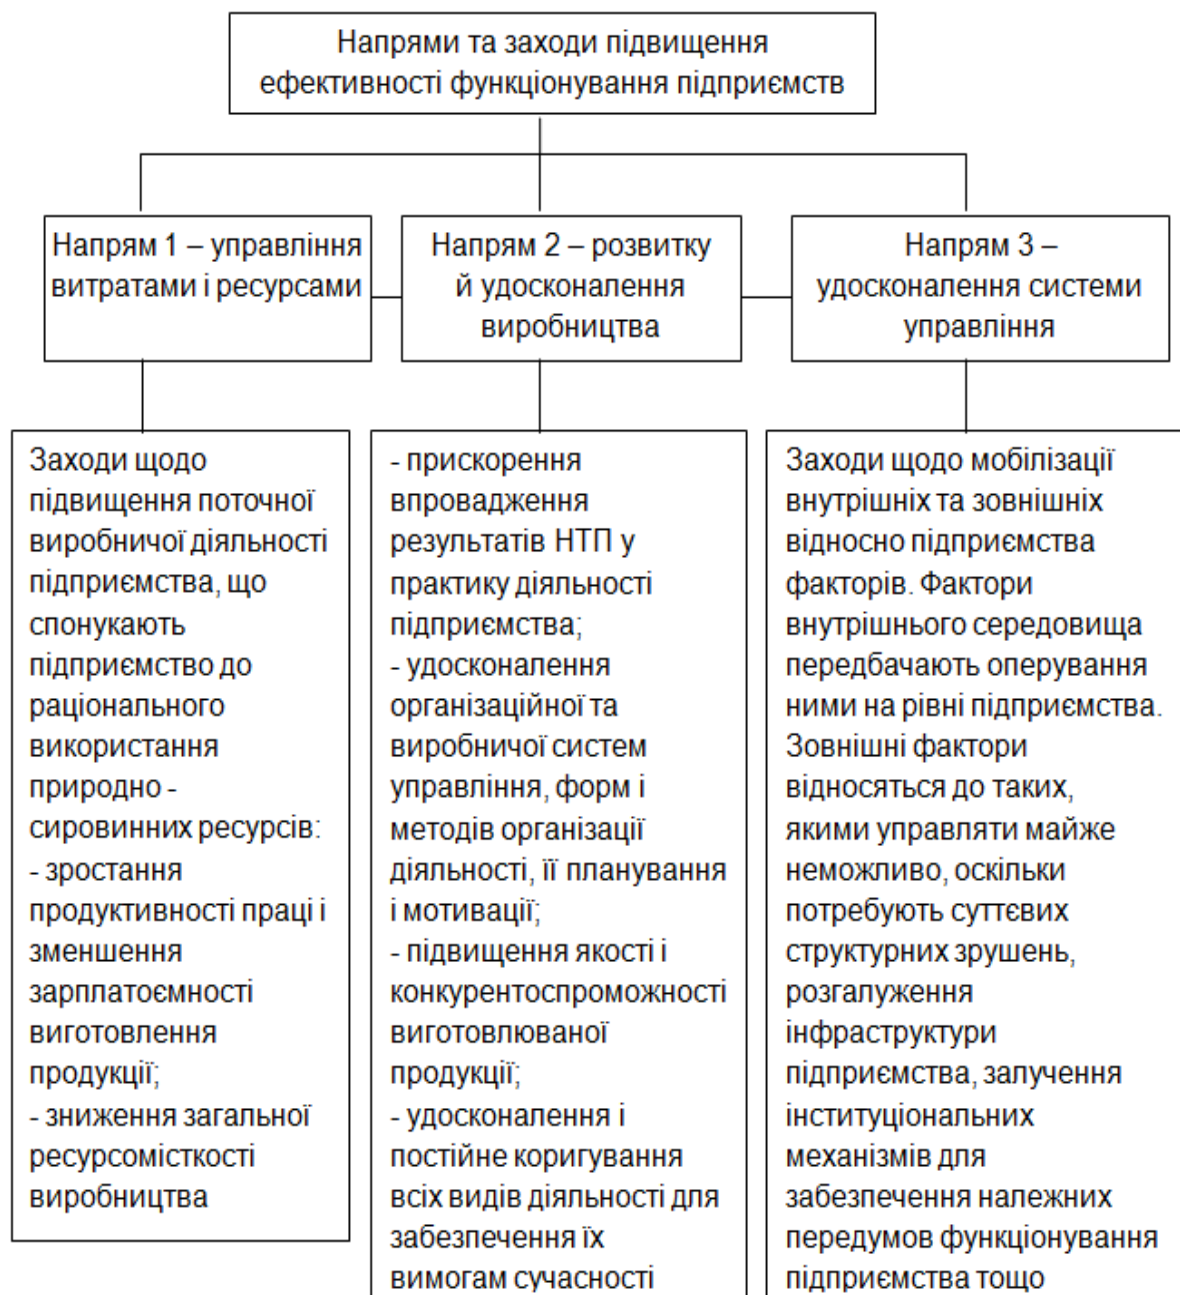 Напрями та заходи підвищення
ефективності функціонування підприємств
Напрям 1 – управління
витратами і ресурсами
Напрям 2 – розвитку
й удосконалення
виробництва
Напрям 3 –
удосконалення системи
управління
Заходи щодо
підвищення поточної
виробничої діяльності
підприємства, що
спонукають
підприємство до
раціонального
використання
природно -
сировинних ресурсів:
- зростання
продуктивності праці і
зменшення
зарплатоємності
виготовлення
продукції;
- зниження загальної
ресурсомісткості
виробництва
- прискорення
впровадження
результатів НТП у
практику діяльності
підприємства;
- удосконалення
організаційної та
виробничої систем
управління, форм і
методів організації
діяльності, її планування
і мотивації;
- підвищення якості і
конкурентоспроможності
виготовлюваної
продукції;
- удосконалення і
постійне коригування
всіх видів діяльності для
забезпечення їх
вимогам сучасності
Заходи щодо мобілізації
внутрішніх та зовнішніх
відносно підприємства
факторів. Фактори
внутрішнього середовища
передбачають оперування
ними на рівні підприємства.
Зовнішні фактори
відносяться до таких,
якими управляти майже
неможливо, оскільки
потребують суттєвих
структурних зрушень,
розгалуження
інфраструктури
підприємства, залучення
інституціональних
механізмів для
забезпечення належних
передумов функціонування
підприємства тощо